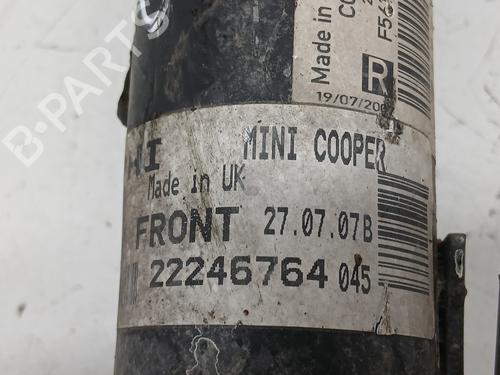 Made in
R
19/07/20
MINI COOPER
Made in UK
FRONT 27.07.07B
22246764 045
B-PARTS